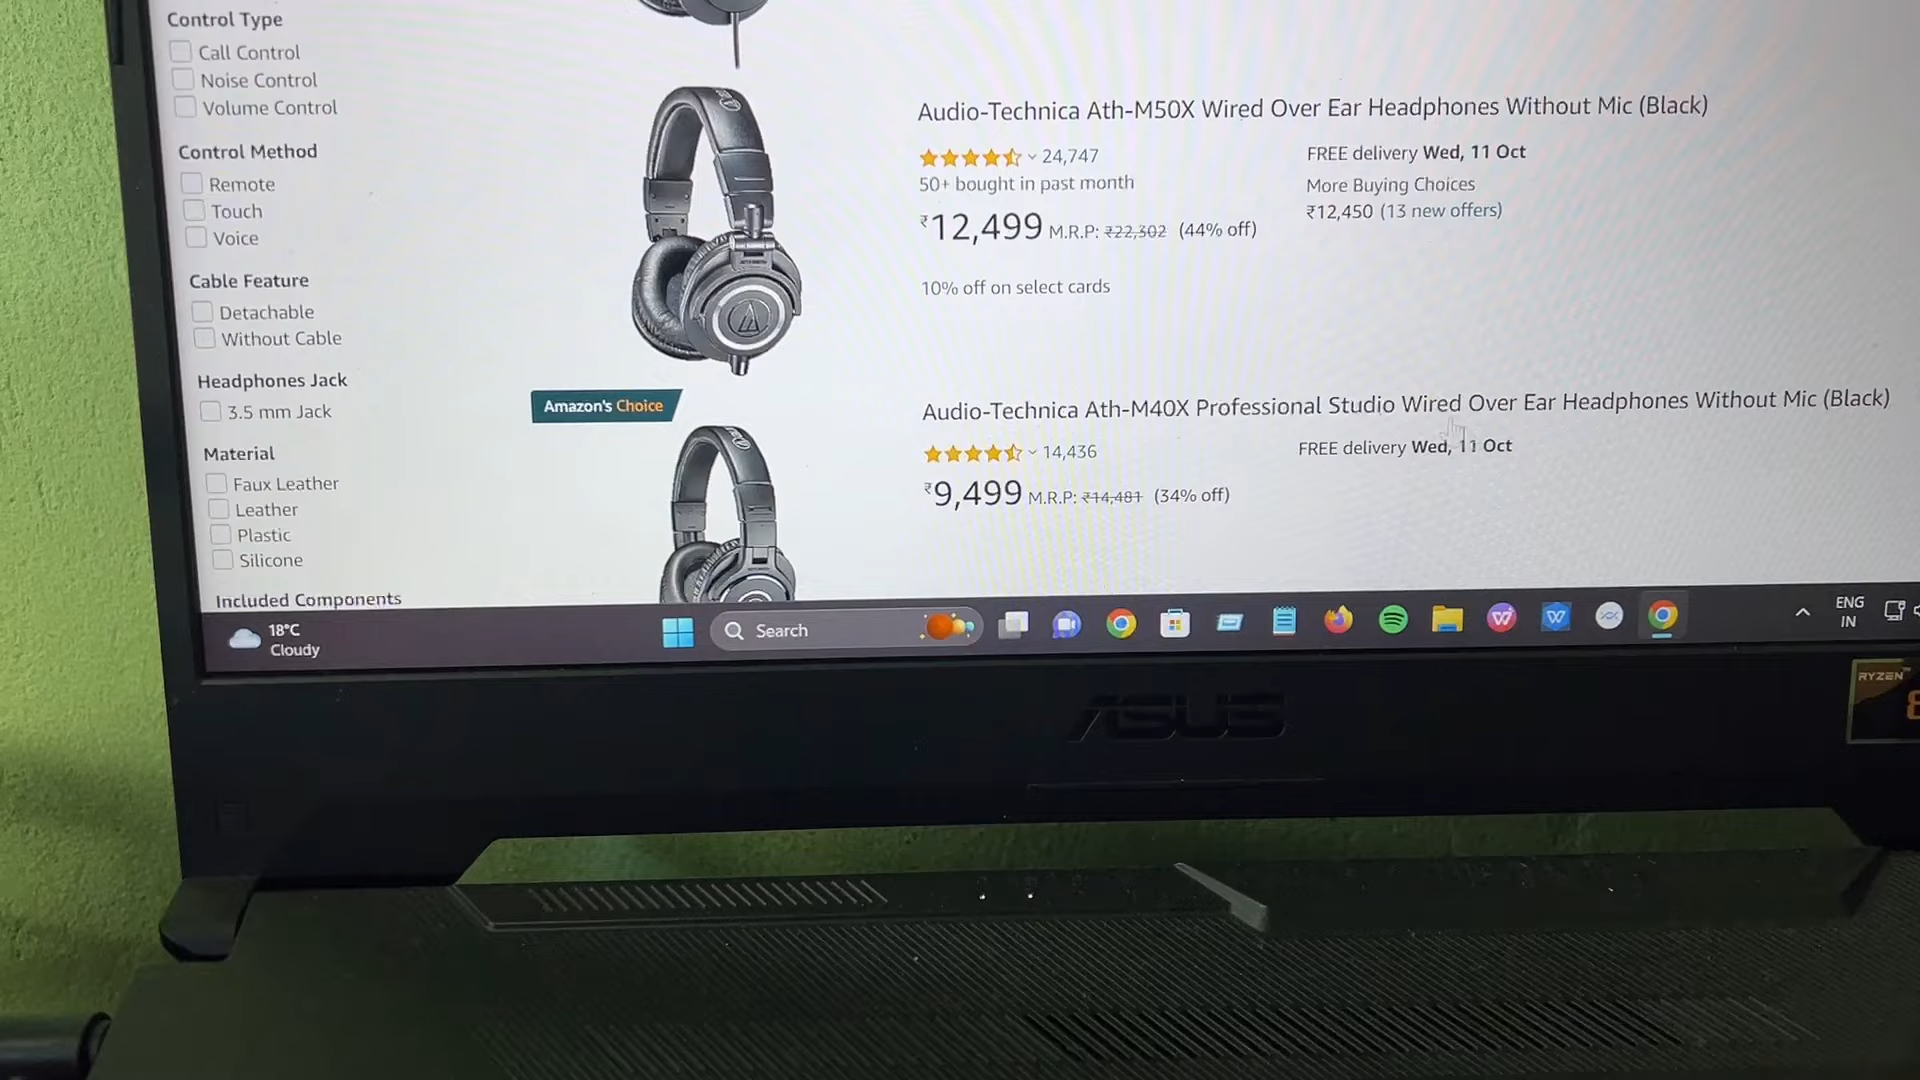 Control Type
Call Control
Noise Control
Volume Control
Control Method
Remote
Touch
Voice
Cable Feature
Detachable
Without Cable
Headphones Jack
3.5 mm Jack
Material
Faux Leather
Leather
Plastic
Silicone
Included Components
Audio-Technica Ath-M50X Wired Over Ear Headphones Without Mic (Black)
24,747
50+ bought in past month
₹12,499 M.R.P: ₹22,302 (44% off)
10% off on select cards
FREE delivery Wed, 11 Oct
More Buying Choices
₹12,450 (13 new offers)
Amazon's Choice
Audio-Technica Ath-M40X Professional Studio Wired Over Ear Headphones Without Mic (Black)
14,436
₹9,499 M.R.P: ₹14,481 (34% off)
FREE delivery Wed, 11 Oct
18°C
Cloudy
Search
ENG
IN
ASUS
RYZEN